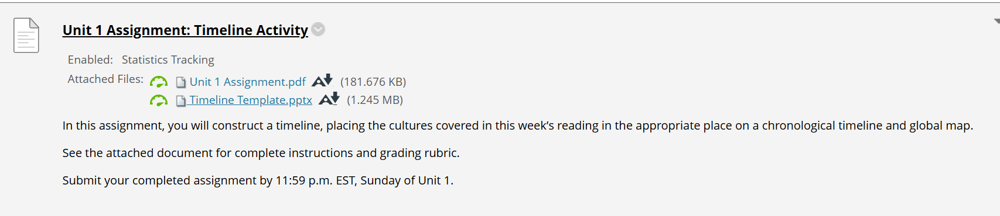 Unit 1 Assignment: Timeline Activity
Enabled: Statistics Tracking
Attached Files:
Unit 1 Assignment.pdf (181.676 KB)
Timeline Template.pptx (1.245 MB)
In this assignment, you will construct a timeline, placing the cultures covered in this week’s reading in the appropriate place on a chronological timeline and global map.
See the attached document for complete instructions and grading rubric.
Submit your completed assignment by 11:59 p.m. EST, Sunday of Unit 1.